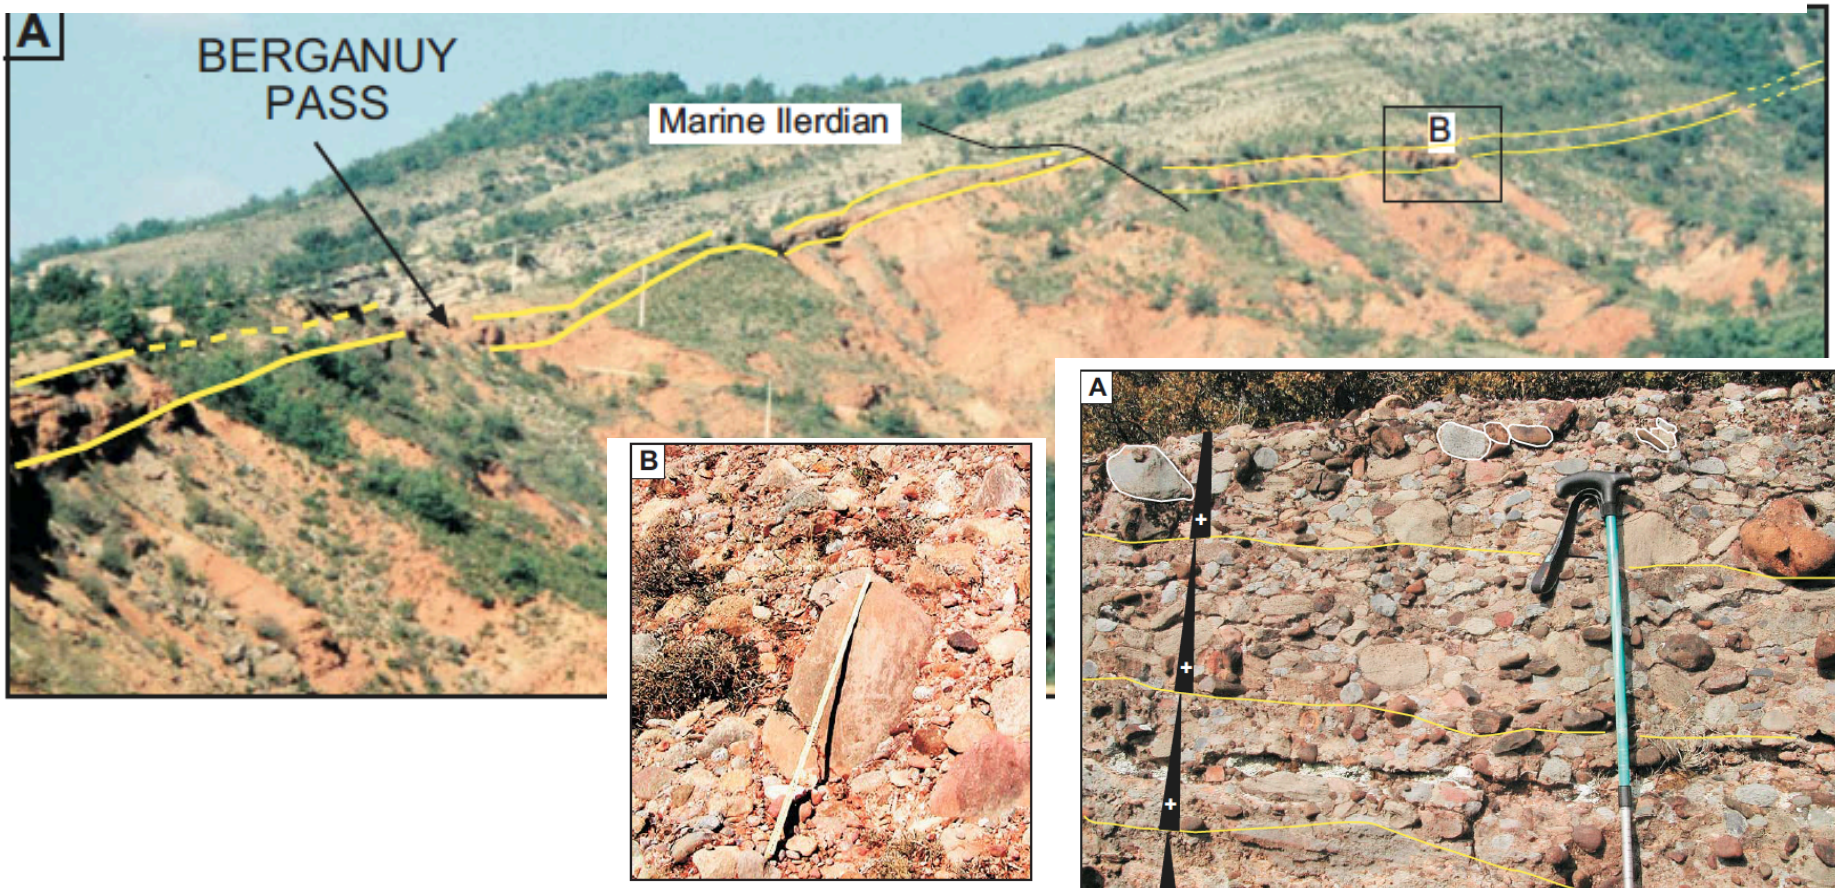 A
BERGANUY
PASS
Marine Ilerdian
B
A
B
+
+
+